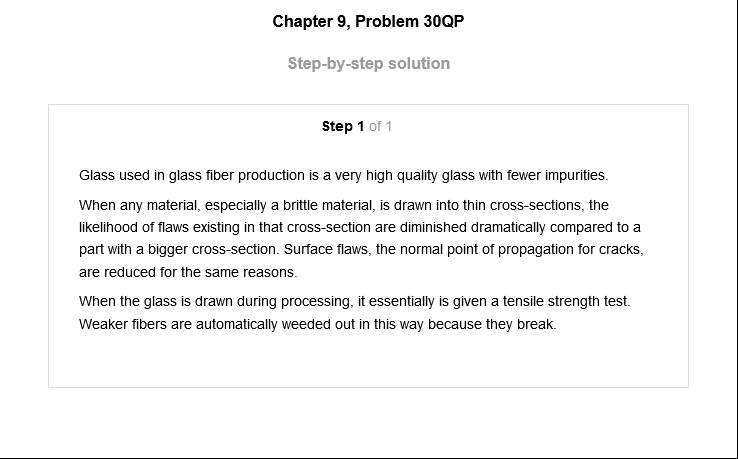 Chapter 9, Problem 30QP
Step-by-step solution
Step 1 of 1
Glass used in glass fiber production is a very high quality glass with fewer impurities.
When any material, especially a brittle material, is drawn into thin cross-sections, the
likelihood of flaws existing in that cross-section are diminished dramatically compared to a
part with a bigger cross-section. Surface flaws, the normal point of propagation for cracks,
are reduced for the same reasons.
When the glass is drawn during processing, it essentially is given a tensile strength test.
Weaker fibers are automatically weeded out in this way because they break.